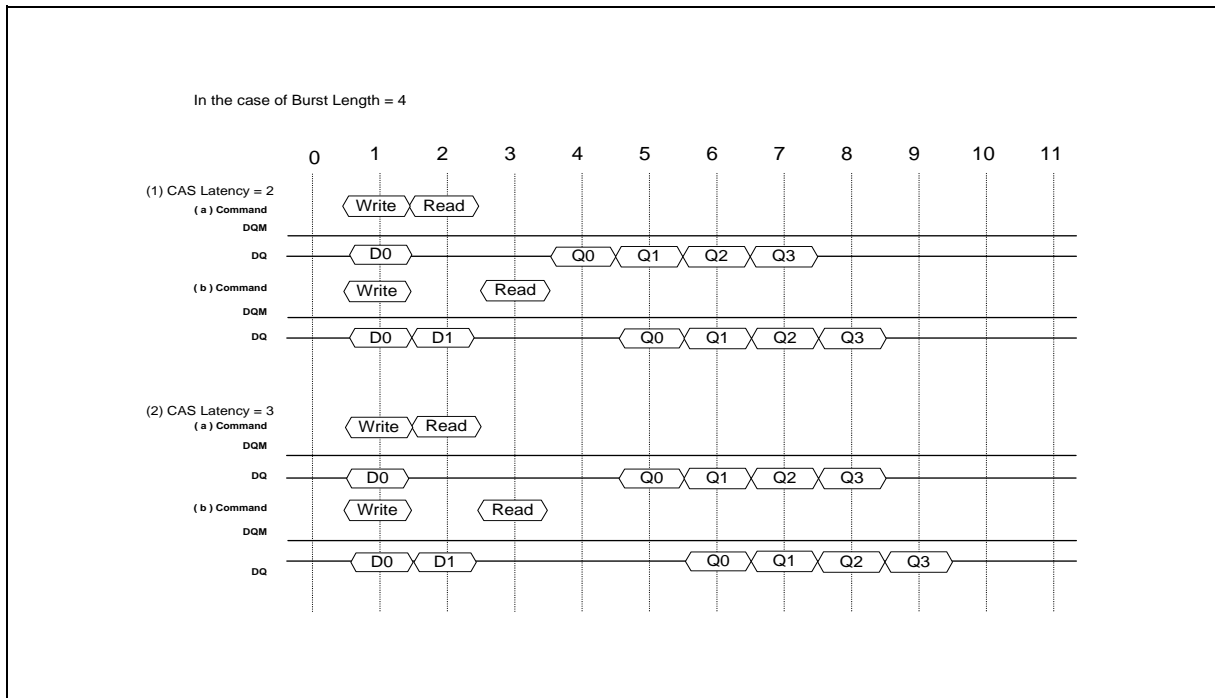 In the case of Burst Length = 4
0 1 2 3 4 5 6 7 8 9 10 11
(1) CAS Latency = 2
( a ) Command Write Read
DQM
DQ D0 Q0 Q1 Q2 Q3
( b ) Command Write Read
DQM
DQ D0 D1 Q0 Q1 Q2 Q3
(2) CAS Latency = 3
( a ) Command Write Read
DQM
DQ D0 Q0 Q1 Q2 Q3
( b ) Command Write Read
DQM
DQ D0 D1 Q0 Q1 Q2 Q3